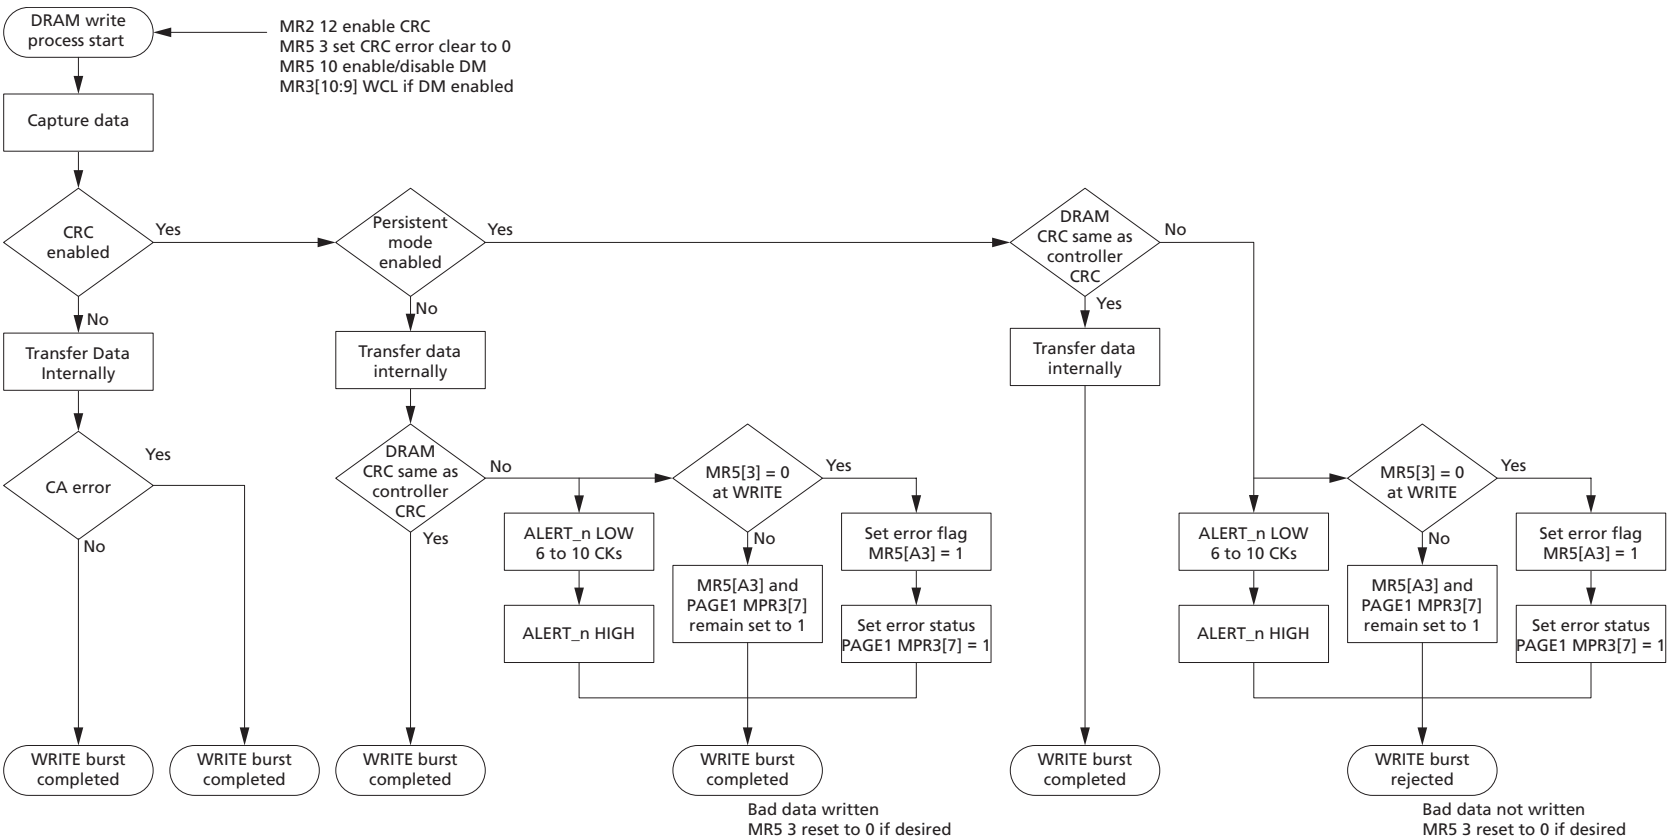 DRAM write
process start
MR2 12 enable CRC
MR5 3 set CRC error clear to 0
MR5 10 enable/disable DM
MR3[10:9] WCL if DM enabled
Capture data
CRC
enabled
Yes
No
Persistent
mode
enabled
Yes
No
DRAM
CRC same as
controller
CRC
No
Yes
Transfer Data
Internally
Transfer data
internally
Transfer data
internally
CA error
Yes
No
DRAM
CRC same as
controller
CRC
No
Yes
MR5[3] = 0
at WRITE
Yes
No
ALERT_n LOW
6 to 10 CKs
ALERT_n HIGH
MR5[A3] and
PAGE1 MPR3[7]
remain set to 1
Set error flag
MR5[A3] = 1
Set error status
PAGE1 MPR3[7] = 1
MR5[3] = 0
at WRITE
Yes
No
ALERT_n LOW
6 to 10 CKs
ALERT_n HIGH
MR5[A3] and
PAGE1 MPR3[7]
remain set to 1
Set error flag
MR5[A3] = 1
Set error status
PAGE1 MPR3[7] = 1
WRITE burst
completed
WRITE burst
completed
WRITE burst
completed
WRITE burst
completed
Bad data written
MR5 3 reset to 0 if desired
WRITE burst
completed
WRITE burst
rejected
Bad data not written
MR5 3 reset to 0 if desired